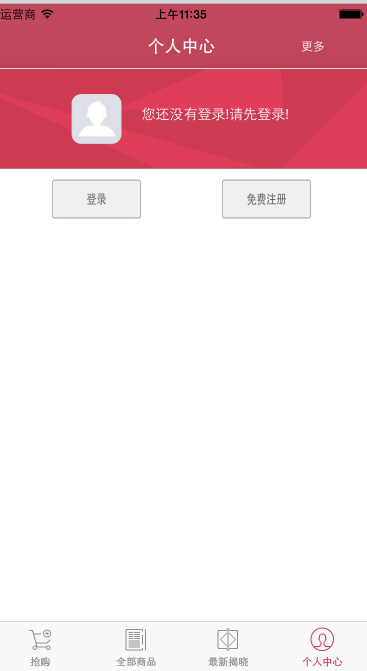 运营商 上午11:35
个人中心 更多
您还没有登录!请先登录!
登录 免费注册
抢购 全部商品 最新揭晓 个人中心